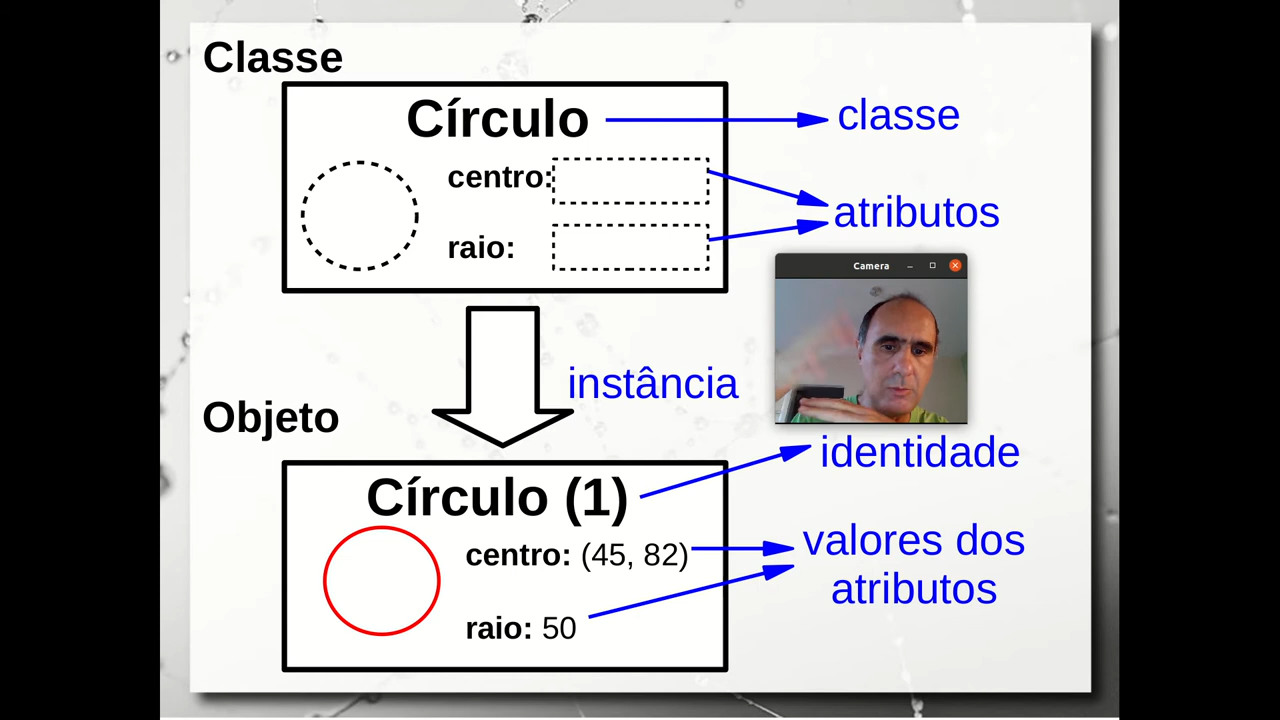 Classe
Círculo
classe
centro:
atributos
raio:
Camera
instância
Objeto
identidade
Círculo (1)
centro: (45, 82)
valores dos
atributos
raio: 50